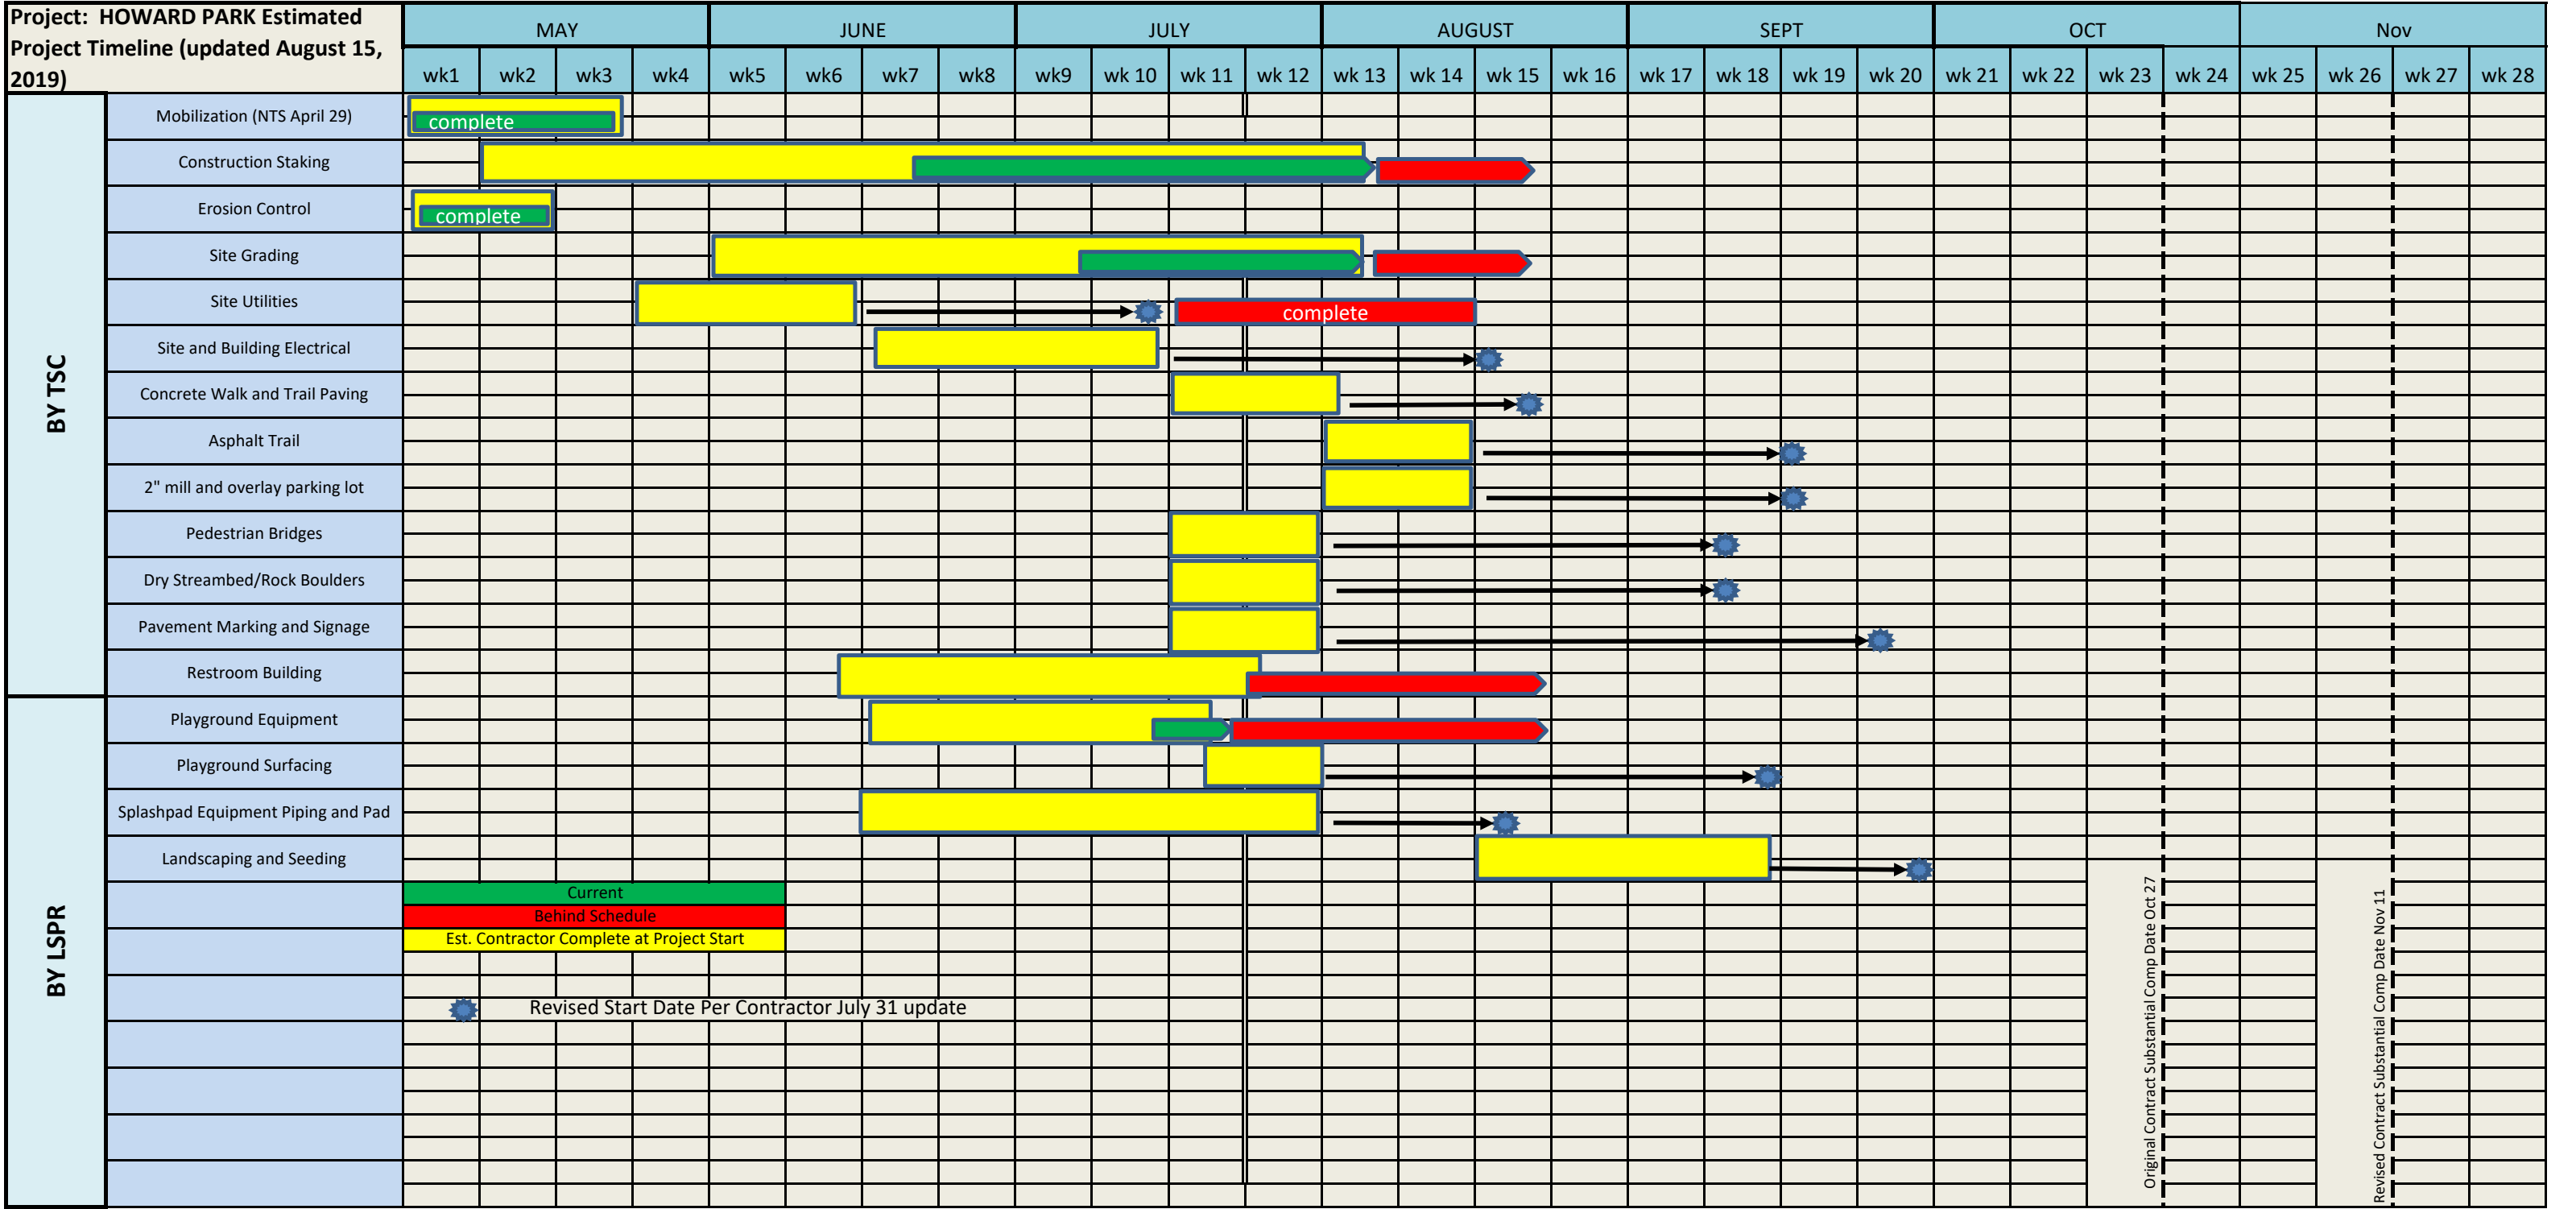 Project:  HOWARD PARK Estimated
Project Timeline (updated August 15,
2019)
MAY JUNE JULY AUGUST SEPT OCT Nov
wk1 wk2 wk3 wk4 wk5 wk6 wk7 wk8 wk9 wk 10 wk 11 wk 12 wk 13 wk 14 wk 15 wk 16 wk 17 wk 18 wk 19 wk 20 wk 21 wk 22 wk 23 wk 24 wk 25 wk 26 wk 27 wk 28
BY TSC
Mobilization (NTS April 29)
complete
Construction Staking
Erosion Control
complete
Site Grading
Site Utilities
complete
Site and Building Electrical
Concrete Walk and Trail Paving
Asphalt Trail
2" mill and overlay parking lot
Pedestrian Bridges
Dry Streambed/Rock Boulders
Pavement Marking and Signage
Restroom Building
BY LSPR
Playground Equipment
Playground Surfacing
Splashpad Equipment Piping and Pad
Landscaping and Seeding
Current
Behind Schedule
Est. Contractor Complete at Project Start
Revised Start Date Per Contractor July 31 update
Original Contract Substantial Comp Date Oct 27
Revised Contract Substantial Comp Date Nov 11